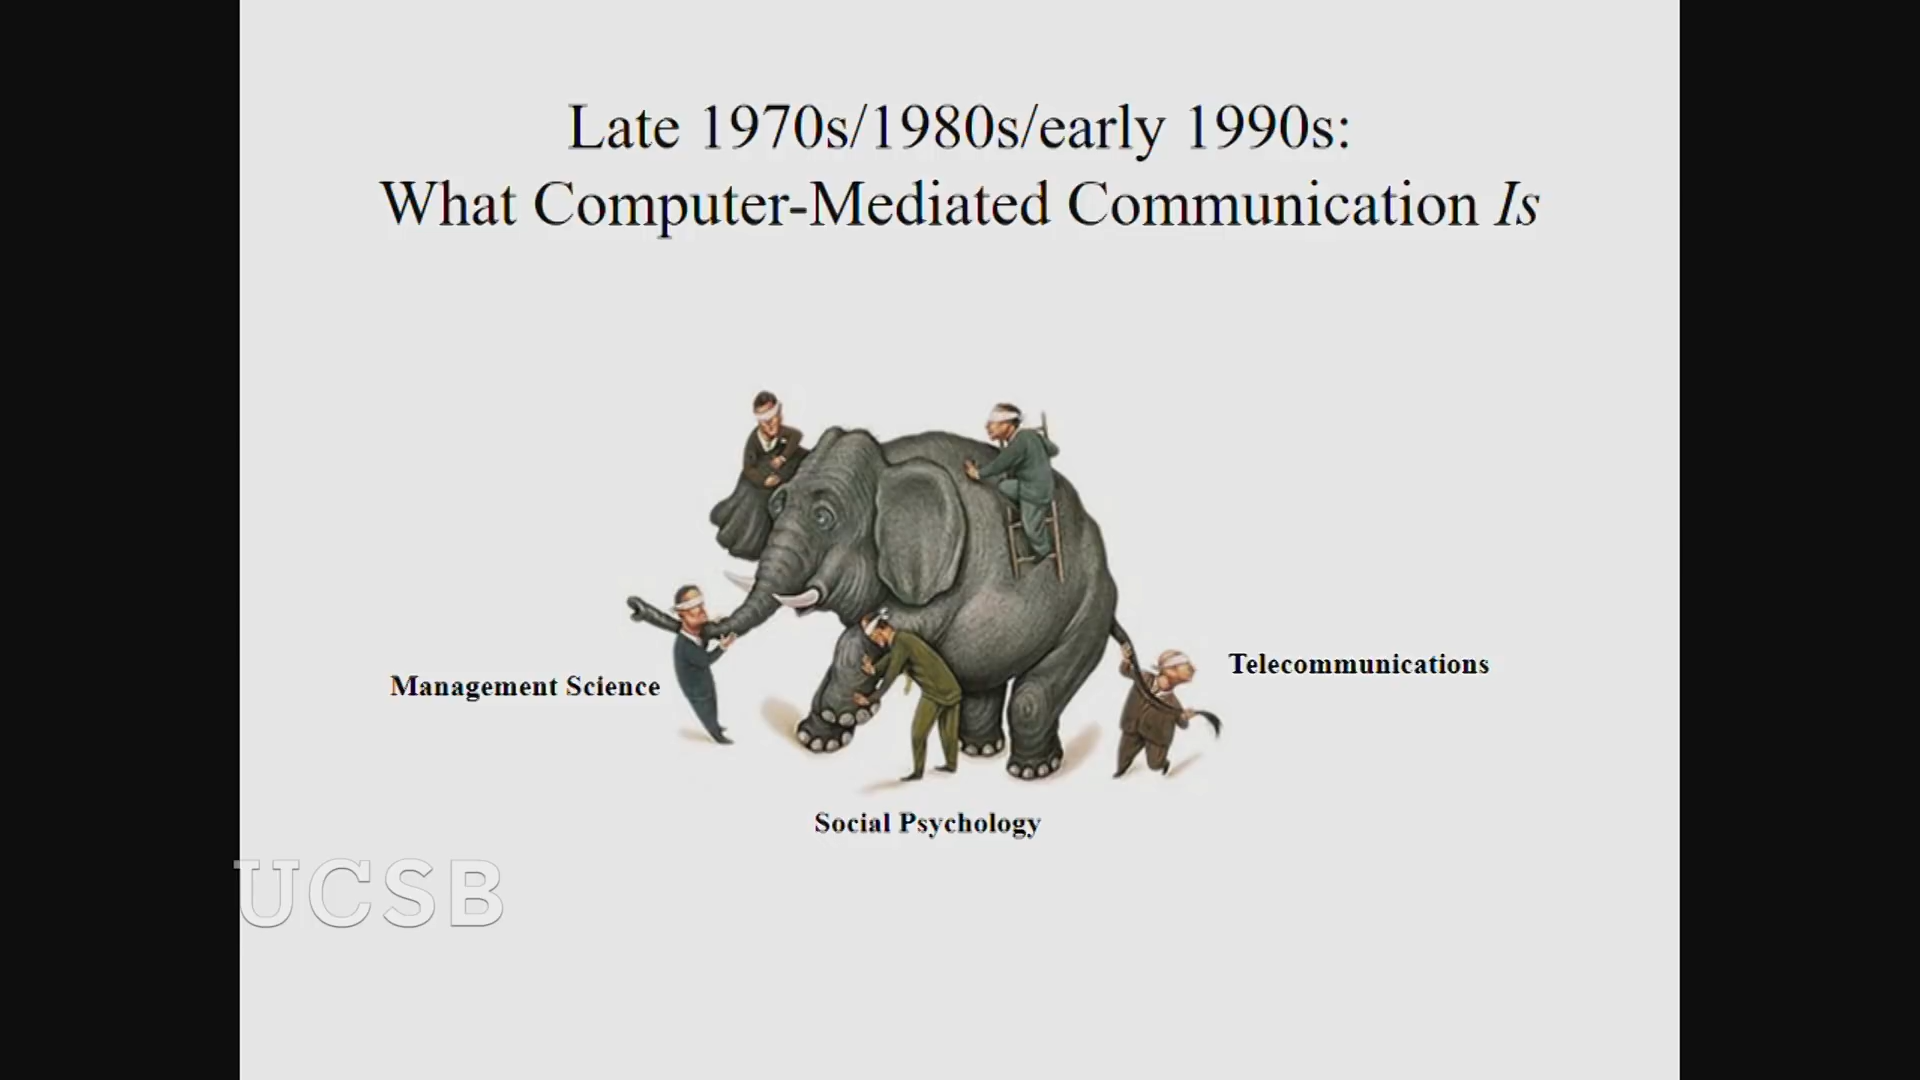 Late 1970s/1980s/early 1990s:
What Computer-Mediated Communication Is
Telecommunications
Management Science
Social Psychology
UCSB